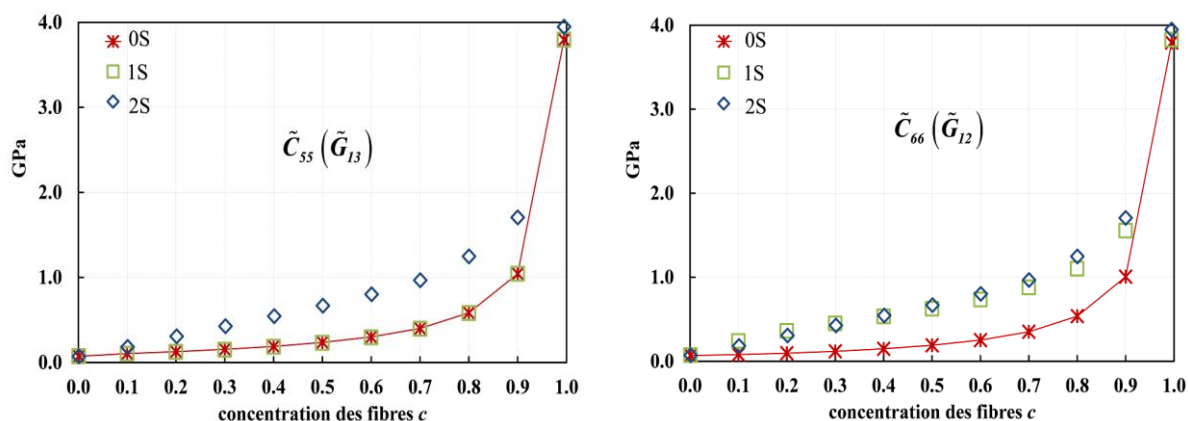 4.0
3.0
2.0
1.0
0.0
GPa
0S
1S
2S
C̃₅₅ (G̃₁₃)
0.0 0.1 0.2 0.3 0.4 0.5 0.6 0.7 0.8 0.9 1.0
concentration des fibres c
4.0
3.0
2.0
1.0
0.0
GPa
0S
1S
2S
C̃₆₆ (G̃₁₂)
0.0 0.1 0.2 0.3 0.4 0.5 0.6 0.7 0.8 0.9 1.0
concentration des fibres c